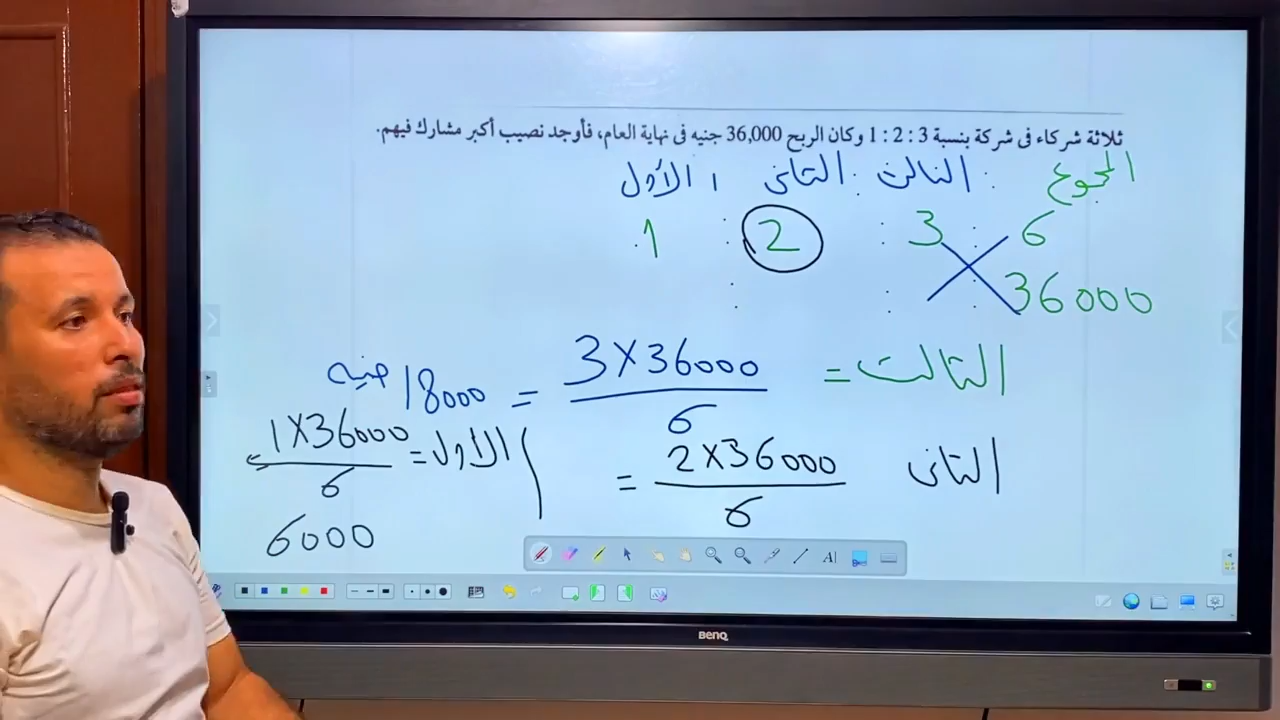 ثلاثة شركاء فى شركة بنسبة 3 : 2 : 1 وكان الربح 36,000 جنيه فى نهاية العام، فأوجد نصيب أكبر مشارك فيهم.
المجموع : الثالث : الثانى : الأول
1 : 2 : 3 : 6
: : : 36000
الثالث = 3 × 36000 / 6 = 18000 جنيه
الثانى 2 × 36000 / 6 =
الأول = 1 × 36000 / 6
6000
A
BENQ